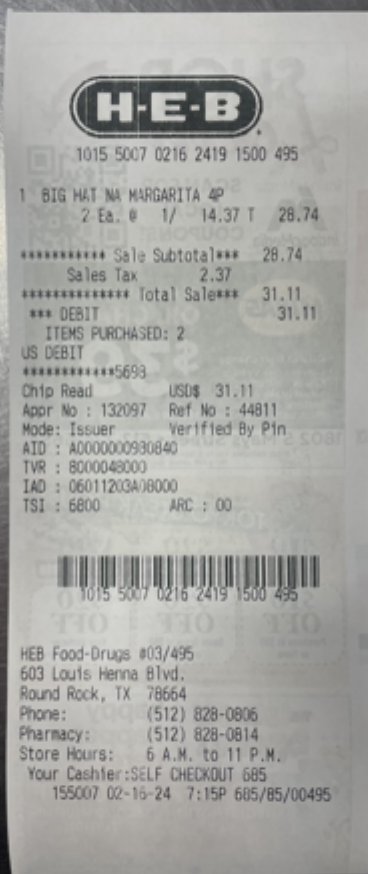 H-E-B
1015 5007 0216 2419 1500 495
1 BIG HAT NA MARGARITA 4P
2 Ea. @ 1/ 14.37 T 28.74
*********** Sale Subtotal*** 28.74
Sales Tax 2.37
************** Total Sale*** 31.11
*** DEBIT 31.11
ITEMS PURCHASED: 2
US DEBIT
************5693
Chip Read USD$ 31.11
Appr No : 132097 Ref No : 44811
Mode: Issuer Verified By Pin
AID : A0000000980840
TVR : 8000048000
IAD : 06011203A08000
TSI : 6800 ARC : 00
1015 5007 0216 2419 1500 495
HEB Food-Drugs #03/495
603 Louis Henna Blvd.
Round Rock, TX 78664
Phone: (512) 828-0806
Pharmacy: (512) 828-0814
Store Hours: 6 A.M. to 11 P.M.
Your Cashier:SELF CHECKOUT 685
155007 02-16-24 7:15P 685/85/00495